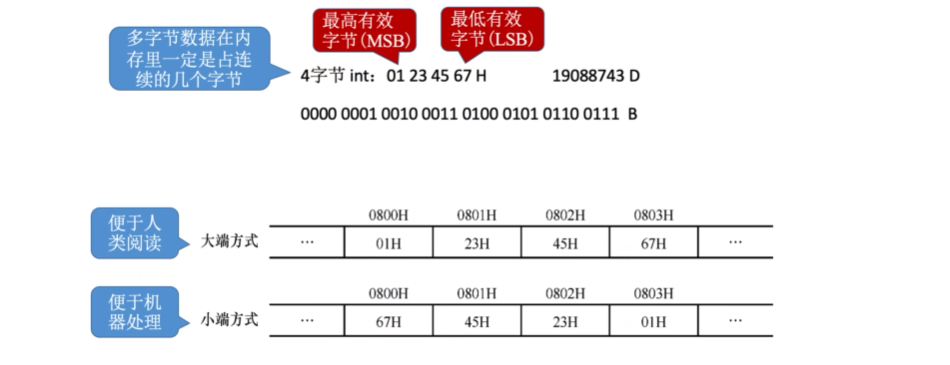 多字节数据在内
存里一定是占连
续的几个字节
最高有效
字节(MSB)
最低有效
字节(LSB)
4字节 int： 01 23 45 67 H 19088743 D
0000 0001 0010 0011 0100 0101 0110 0111 B
便于人
类阅读
大端方式
0800H 0801H 0802H 0803H
… 01H 23H 45H 67H …
便于机
器处理
小端方式
0800H 0801H 0802H 0803H
… 67H 45H 23H 01H …